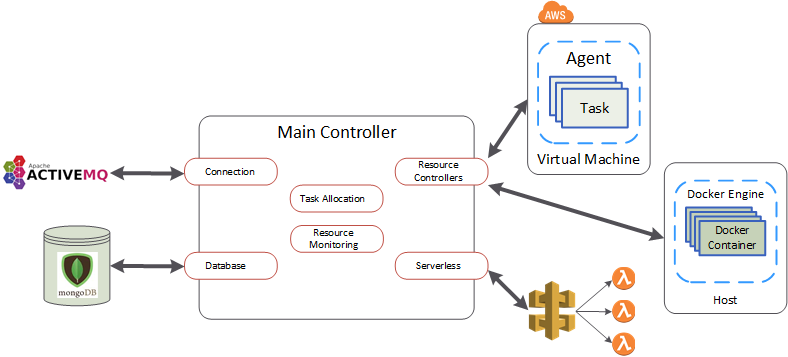 AWS
Agent
Task
Virtual Machine
Main Controller
Apache
ACTIVEMQ
Connection
Resource
Controllers
Task Allocation
Resource
Monitoring
Docker Engine
Docker
Container
Host
mongoDB
Database
Serverless
λ
λ
λ